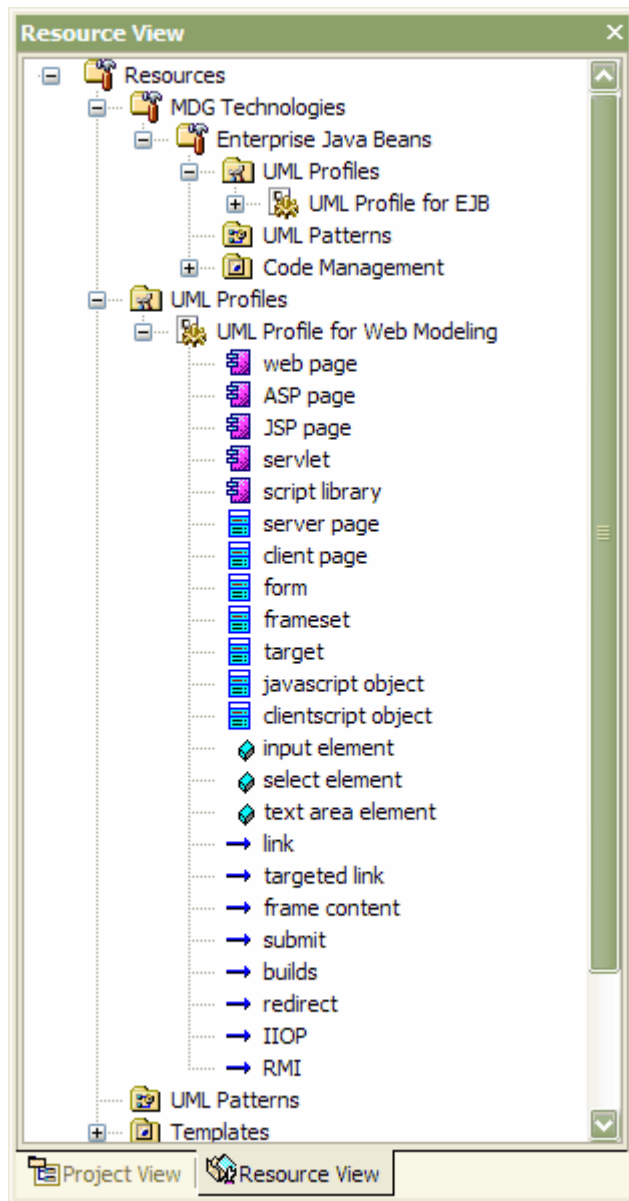 Resource View
Resources
MDG Technologies
Enterprise Java Beans
UML Profiles
UML Profile for EJB
UML Patterns
Code Management
UML Profiles
UML Profile for Web Modeling
web page
ASP page
JSP page
servlet
script library
server page
client page
form
frameset
target
javascript object
clientscript object
input element
select element
text area element
link
targeted link
frame content
submit
builds
redirect
IIOP
RMI
UML Patterns
Templates
Project View Resource View